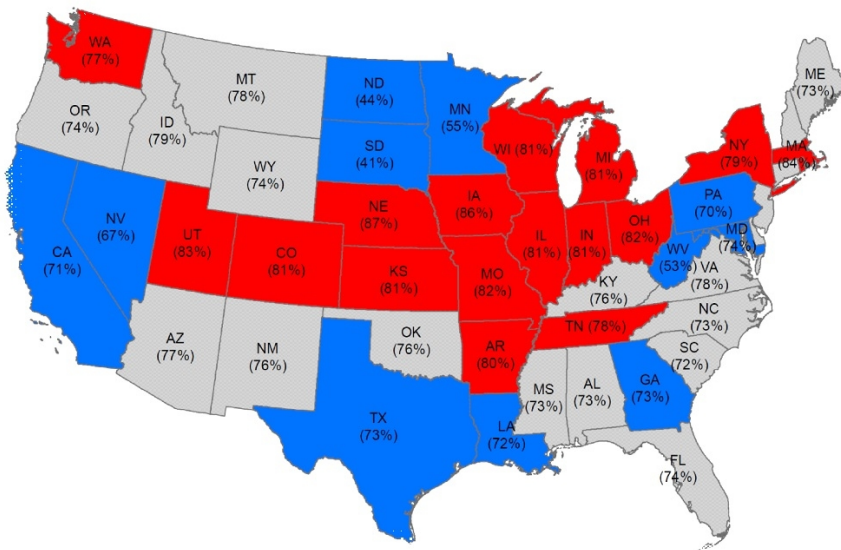 WA
(77%)
OR
(74%)
CA
(71%)
NV
(67%)
ID
(79%)
MT
(78%)
WY
(74%)
UT
(83%)
CO
(81%)
AZ
(77%)
NM
(76%)
ND
(44%)
SD
(41%)
NE
(87%)
KS
(81%)
OK
(76%)
TX
(73%)
MN
(55%)
IA
(86%)
MO
(82%)
AR
(80%)
LA
(72%)
WI (81%)
IL
(81%)
MI
(81%)
IN
(81%)
OH
(82%)
KY
(76%)
TN (78%)
MS
(73%)
AL
(73%)
GA
(73%)
FL
(74%)
SC
(72%)
NC
(73%)
VA
(78%)
WV
(53%)
MD
(74%)
PA
(70%)
NY
(79%)
MA
(84%)
ME
(73%)